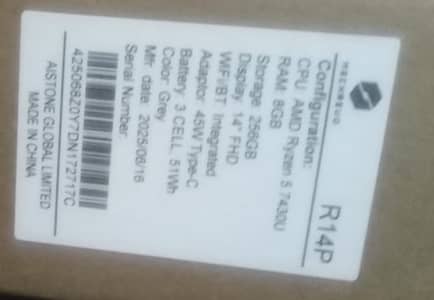 MECHREVO
R14P
Configuration:
CPU: AMD Ryzen 5 7430U
RAM: 8GB
Storage: 256GB
Display: 14" FHD
WIFI/BT: Integrated
Adaptor: 45W Type-C
Battery: 3 CELL, 51Wh
Color: Grey
Mfr. date: 2025/06/16
Serial Number:
425068Z0Y7DN172717C
AISTONE GLOBAL LIMITED
MADE IN CHINA